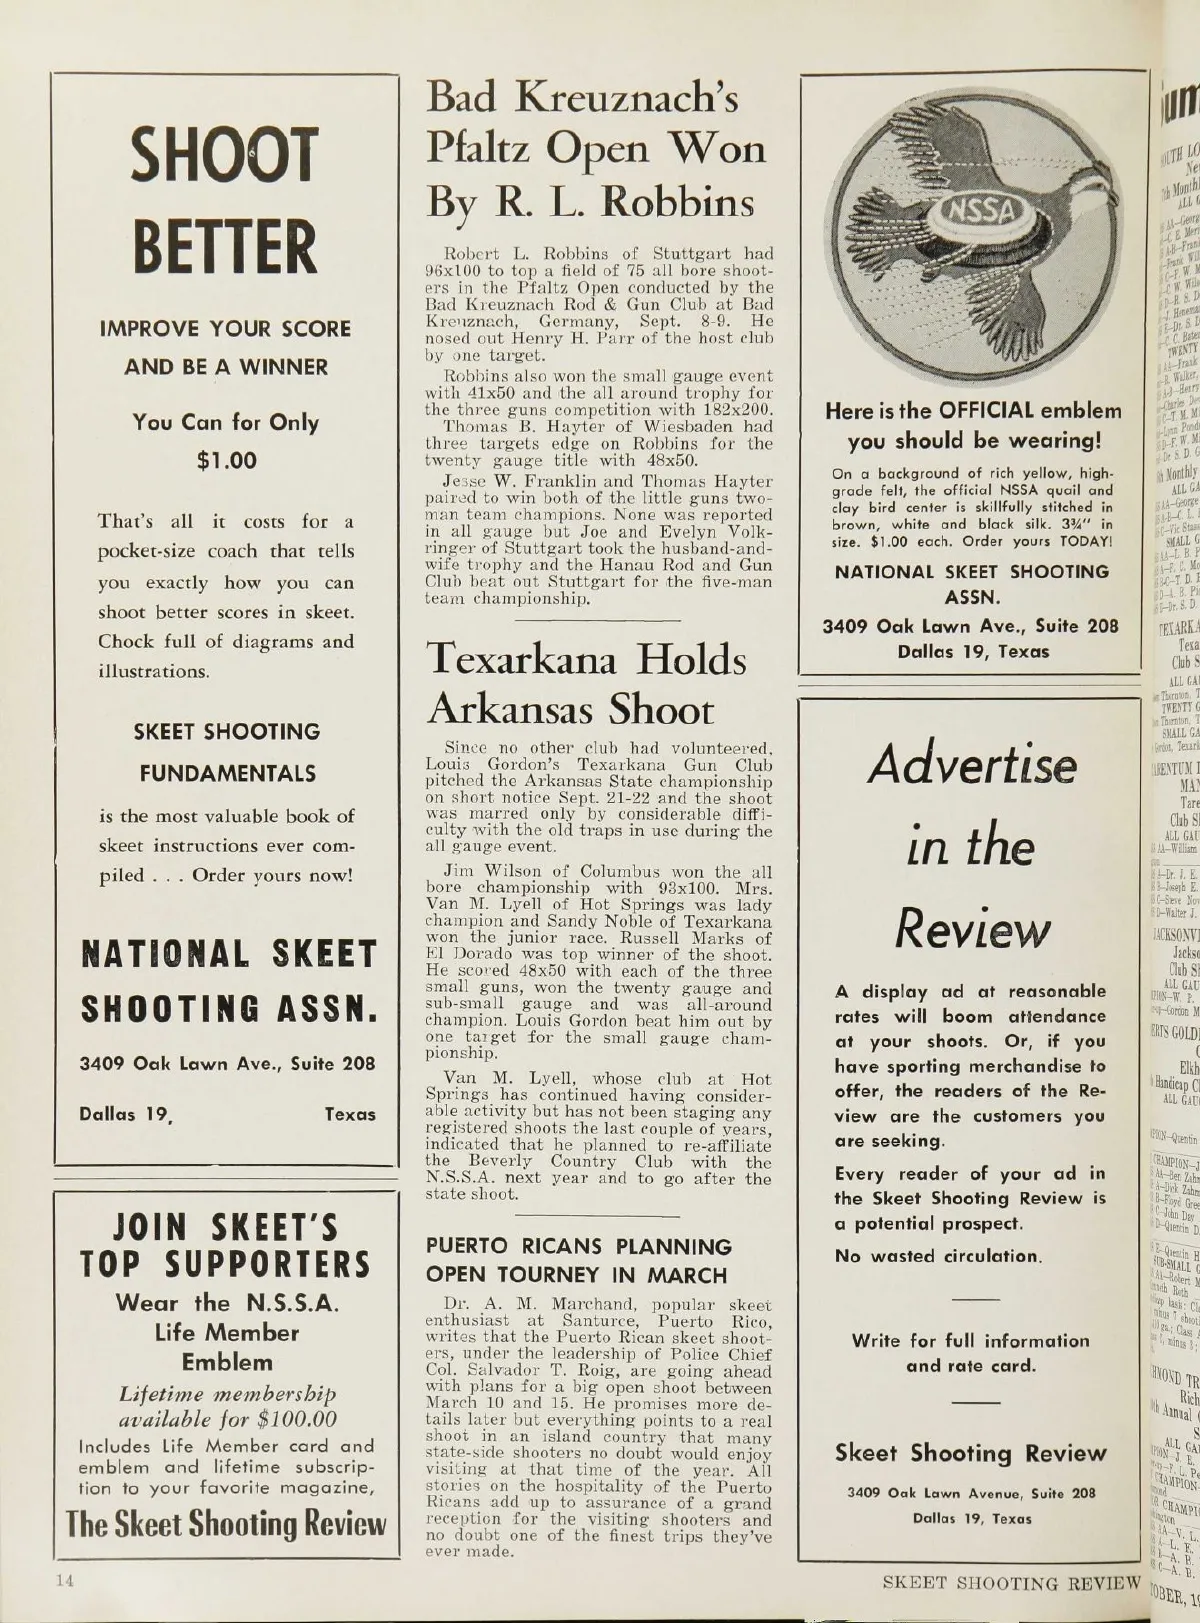 SHOOT
BETTER
IMPROVE YOUR SCORE
AND BE A WINNER
You Can for Only
$1.00
That's all it costs for a
pocket-size coach that tells
you exactly how you can
shoot better scores in skeet.
Chock full of diagrams and
illustrations.
SKEET SHOOTING
FUNDAMENTALS
is the most valuable book of
skeet instructions ever com-
piled . . . Order yours now!
NATIONAL SKEET
SHOOTING ASSN.
3409 Oak Lawn Ave., Suite 208
Dallas 19, Texas
JOIN SKEET'S
TOP SUPPORTERS
Wear the N.S.S.A.
Life Member
Emblem
Lifetime membership
available for $100.00
Includes Life Member card and
emblem and lifetime subscrip-
tion to your favorite magazine,
The Skeet Shooting Review
Bad Kreuznach's
Pfaltz Open Won
By R. L. Robbins
Robert L. Robbins of Stuttgart had
96x100 to top a field of 75 all bore shoot-
ers in the Pfaltz Open conducted by the
Bad Kreuznach Rod & Gun Club at Bad
Kreuznach, Germany, Sept. 8-9. He
nosed out Henry H. Parr of the host club
by one target.
Robbins also won the small gauge event
with 41x50 and the all around trophy for
the three guns competition with 182x200.
Thomas B. Hayter of Wiesbaden had
three targets edge on Robbins for the
twenty gauge title with 48x50.
Jesse W. Franklin and Thomas Hayter
paired to win both of the little guns two-
man team champions. None was reported
in all gauge but Joe and Evelyn Volk-
ringer of Stuttgart took the husband-and-
wife trophy and the Hanau Rod and Gun
Club beat out Stuttgart for the five-man
team championship.
Texarkana Holds
Arkansas Shoot
Since no other club had volunteered,
Louis Gordon's Texarkana Gun Club
pitched the Arkansas State championship
on short notice Sept. 21-22 and the shoot
was marred only by considerable diffi-
culty with the old traps in use during the
all gauge event.
Jim Wilson of Columbus won the all
bore championship with 93x100. Mrs.
Van M. Lyell of Hot Springs was lady
champion and Sandy Noble of Texarkana
won the junior race. Russell Marks of
El Dorado was top winner of the shoot.
He scored 48x50 with each of the three
small guns, won the twenty gauge and
sub-small gauge and was all-around
champion. Louis Gordon beat him out by
one target for the small gauge cham-
pionship.
Van M. Lyell, whose club at Hot
Springs has continued having consider-
able activity but has not been staging any
registered shoots the last couple of years,
indicated that he planned to re-affiliate
the Beverly Country Club with the
N.S.S.A. next year and to go after the
state shoot.
PUERTO RICANS PLANNING
OPEN TOURNEY IN MARCH
Dr. A. M. Marchand, popular skeet
enthusiast at Santurce, Puerto Rico,
writes that the Puerto Rican skeet shoot-
ers, under the leadership of Police Chief
Col. Salvador T. Roig, are going ahead
with plans for a big open shoot between
March 10 and 15. He promises more de-
tails later but everything points to a real
shoot in an island country that many
state-side shooters no doubt would enjoy
visiting at that time of the year. All
stories on the hospitality of the Puerto
Ricans add up to assurance of a grand
reception for the visiting shooters and
no doubt one of the finest trips they've
ever made.
NSSA
Here is the OFFICIAL emblem
you should be wearing!
On a background of rich yellow, high-
grade felt, the official NSSA quail and
clay bird center is skillfully stitched in
brown, white and black silk. 3¾" in
size. $1.00 each. Order yours TODAY!
NATIONAL SKEET SHOOTING
ASSN.
3409 Oak Lawn Ave., Suite 208
Dallas 19, Texas
Advertise
in the
Review
A display ad at reasonable
rates will boom attendance
at your shoots. Or, if you
have sporting merchandise to
offer, the readers of the Re-
view are the customers you
are seeking.
Every reader of your ad in
the Skeet Shooting Review is
a potential prospect.
No wasted circulation.
Write for full information
and rate card.
Skeet Shooting Review
3409 Oak Lawn Avenue, Suite 208
Dallas 19, Texas
14
SKEET SHOOTING REVIEW